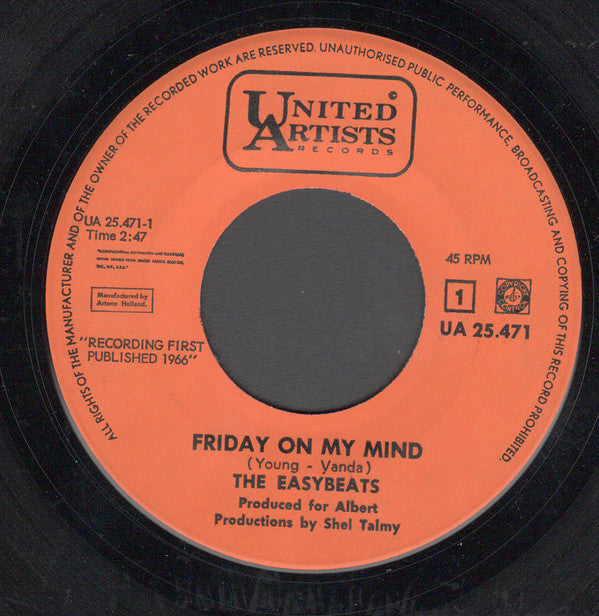 ALL RIGHTS OF THE MANUFACTURER AND OF THE OWNER OF THE RECORDED WORK ARE RESERVED. UNAUTHORISED PUBLIC PERFORMANCE, BROADCASTING AND COPYING OF THIS RECORD PROHIBITED.
UNITED ©
ARTISTS
RECORDS
UA 25.471-1
Time 2:47
45 RPM
Manufactured by
Artone Holland.
1
UA 25.471
"RECORDING FIRST
PUBLISHED 1966"
FRIDAY ON MY MIND
(Young - Vanda)
THE EASYBEATS
Produced for Albert
Productions by Shel Talmy